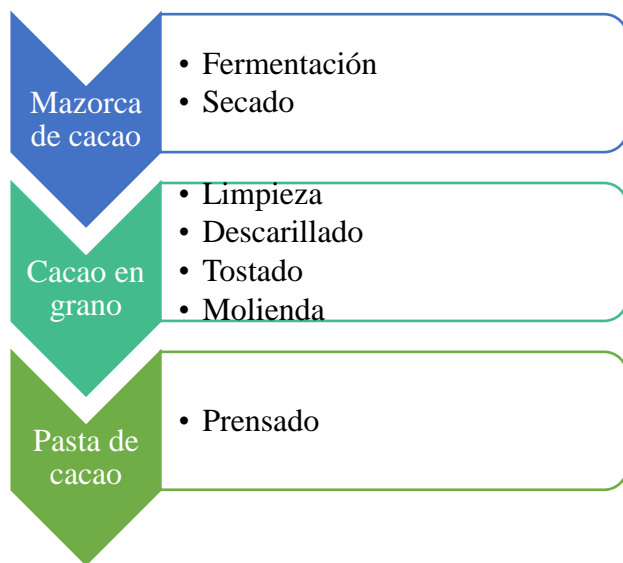 Mazorca
de cacao
• Fermentación
• Secado
Cacao en
grano
• Limpieza
• Descarillado
• Tostado
• Molienda
Pasta de
cacao
• Prensado